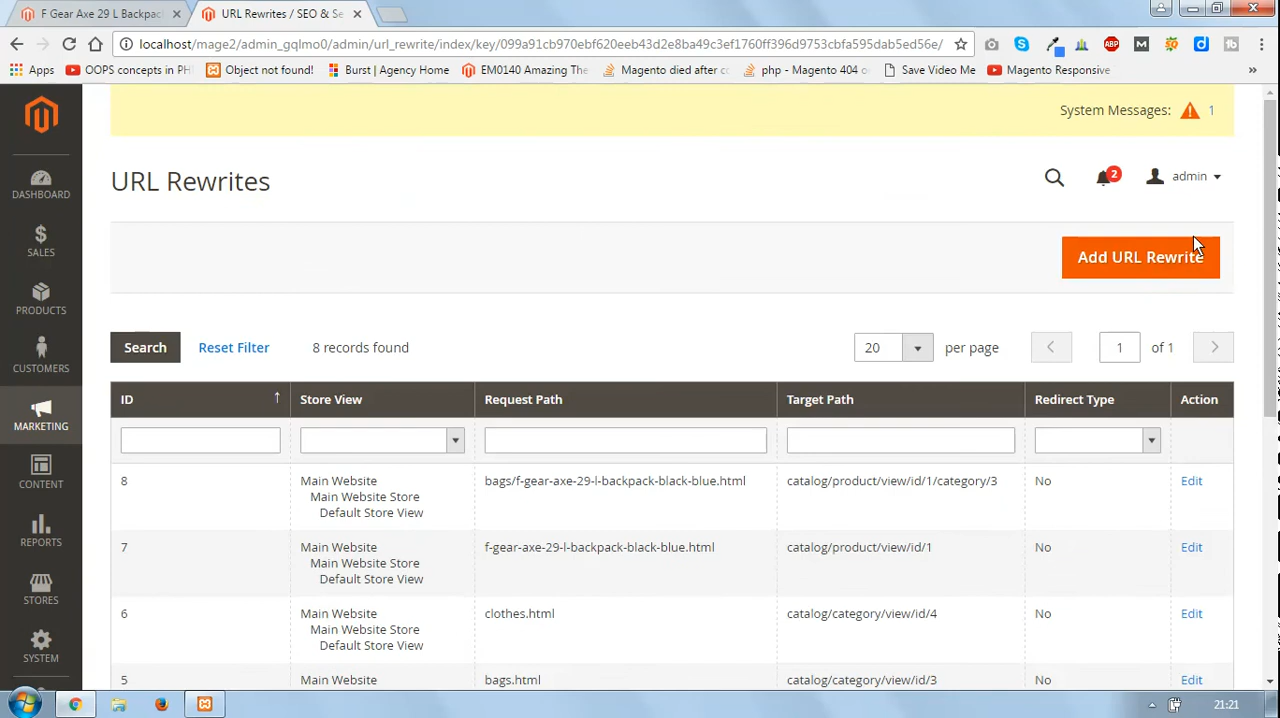 F Gear Axe 29 L Backpac
URL Rewrites / SEO & Se
localhost/mage2/admin_gqlmo0/admin/url_rewrite/index/key/099a91cb970ebf620eeb43d2e8ba49c3ef1760ff396d9753cb6b595dab5ed56e/
Apps
OOPS concepts in PH
Object not found!
Burst | Agency Home
EM0140 Amazing The
Magento died after co
php - Magento 404 o
Save Video Me
Magento Responsive
»
System Messages: 1
URL Rewrites
2
admin
Add URL Rewrite
Search
Reset Filter
8 records found
20
per page
1
of 1
ID
Store View
Request Path
Target Path
Redirect Type
Action
8
Main Website
Main Website Store
Default Store View
bags/f-gear-axe-29-l-backpack-black-blue.html
catalog/product/view/id/1/category/3
No
Edit
7
Main Website
Main Website Store
Default Store View
f-gear-axe-29-l-backpack-black-blue.html
catalog/product/view/id/1
No
Edit
6
Main Website
Main Website Store
Default Store View
clothes.html
catalog/category/view/id/4
No
Edit
5
Main Website
bags.html
catalog/category/view/id/3
No
Edit
DASHBOARD
SALES
PRODUCTS
CUSTOMERS
MARKETING
CONTENT
REPORTS
STORES
SYSTEM
21:21